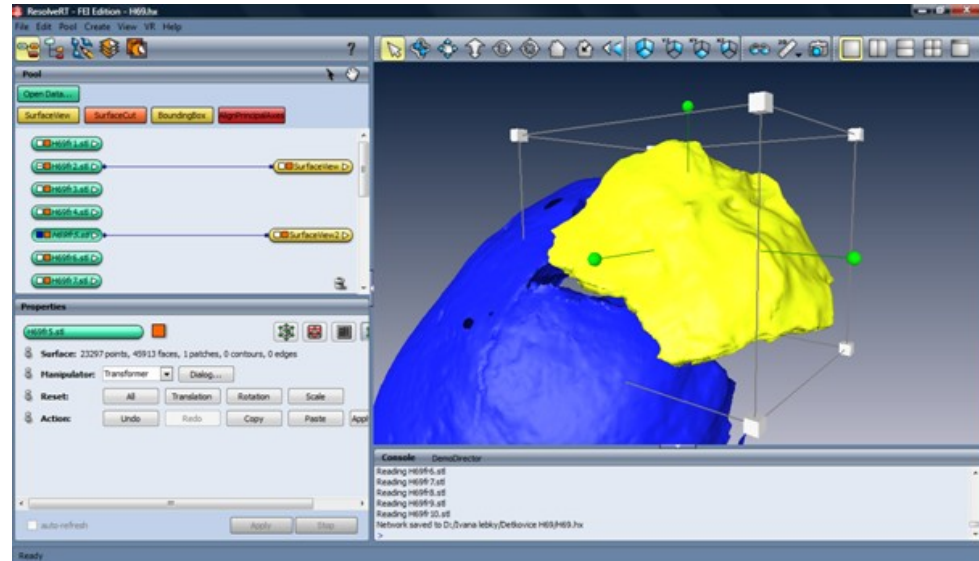 ResolveRT - FEI Edition - H69.hx
File Edit Pool Create View VR Help
?
Pool
Open Data...
SurfaceView SurfaceCut BoundingBox AlignPrincipalAxes
H69fr1.stl
H69fr2.stl SurfaceView
H69fr3.stl
H69fr4.stl
H69fr5.stl SurfaceView2
H69fr6.stl
H69fr7.stl
Properties
H69fr5.stl
Surface: 23297 points, 45913 faces, 1 patches, 0 contours, 0 edges
Manipulator: Transformer Dialog...
Reset: All Translation Rotation Scale
Action: Undo Redo Copy Paste Appl
auto-refresh Apply Stop
Console DemoDirector
Reading H69fr6.stl
Reading H69fr7.stl
Reading H69fr8.stl
Reading H69fr9.stl
Reading H69fr10.stl
Network saved to D:/Ivana lebky/Detkovice H69/H69.hx
>
Ready